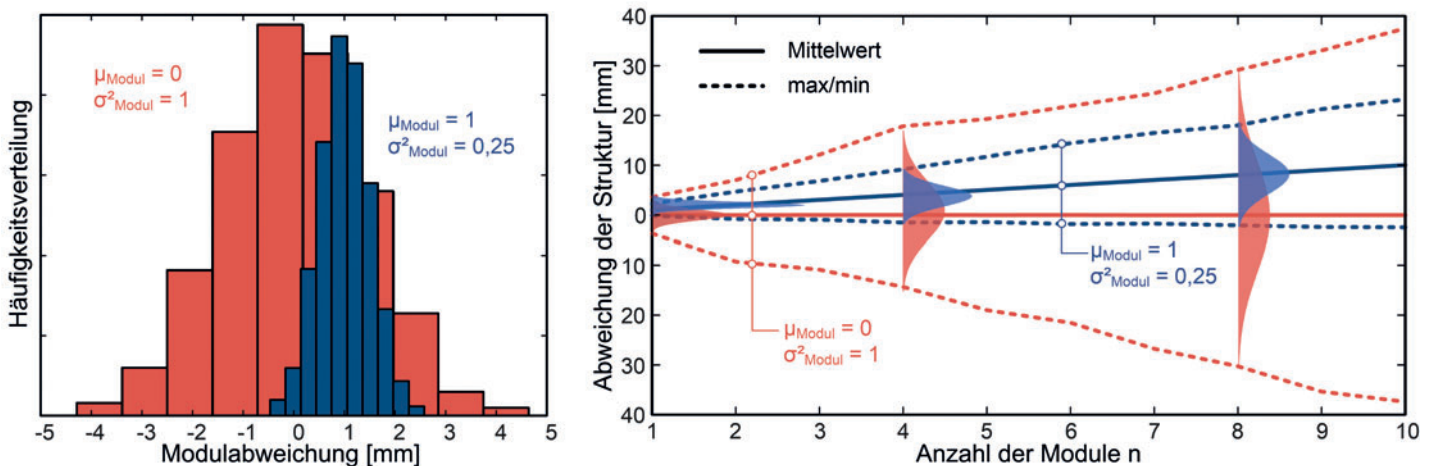 Häufigkeitsverteilung
μModul = 0
σ²Modul = 1
μModul = 1
σ²Modul = 0,25
-5 -4 -3 -2 -1 0 1 2 3 4 5
Modulabweichung [mm]
Abweichung der Struktur [mm]
40
30
20
10
0
10
20
30
40
Mittelwert
max/min
μModul = 1
σ²Modul = 0,25
μModul = 0
σ²Modul = 1
1 2 3 4 5 6 7 8 9 10
Anzahl der Module n